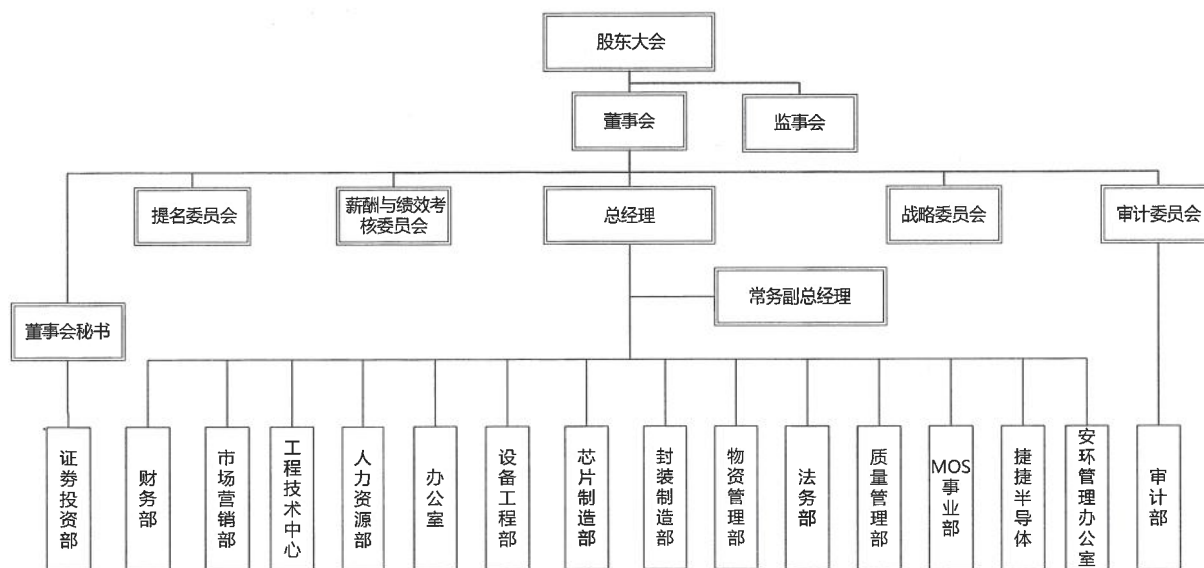 股东大会
董事会
监事会
提名委员会
薪酬与绩效考
核委员会
总经理
战略委员会
审计委员会
常务副总经理
董事会秘书
证券投资部
财务部
市场营销部
工程技术中心
人力资源部
办公室
设备工程部
芯片制造部
封装制造部
物资管理部
法务部
质量管理部
MOS
事业部
捷捷半导体
安环管理办公室
审计部